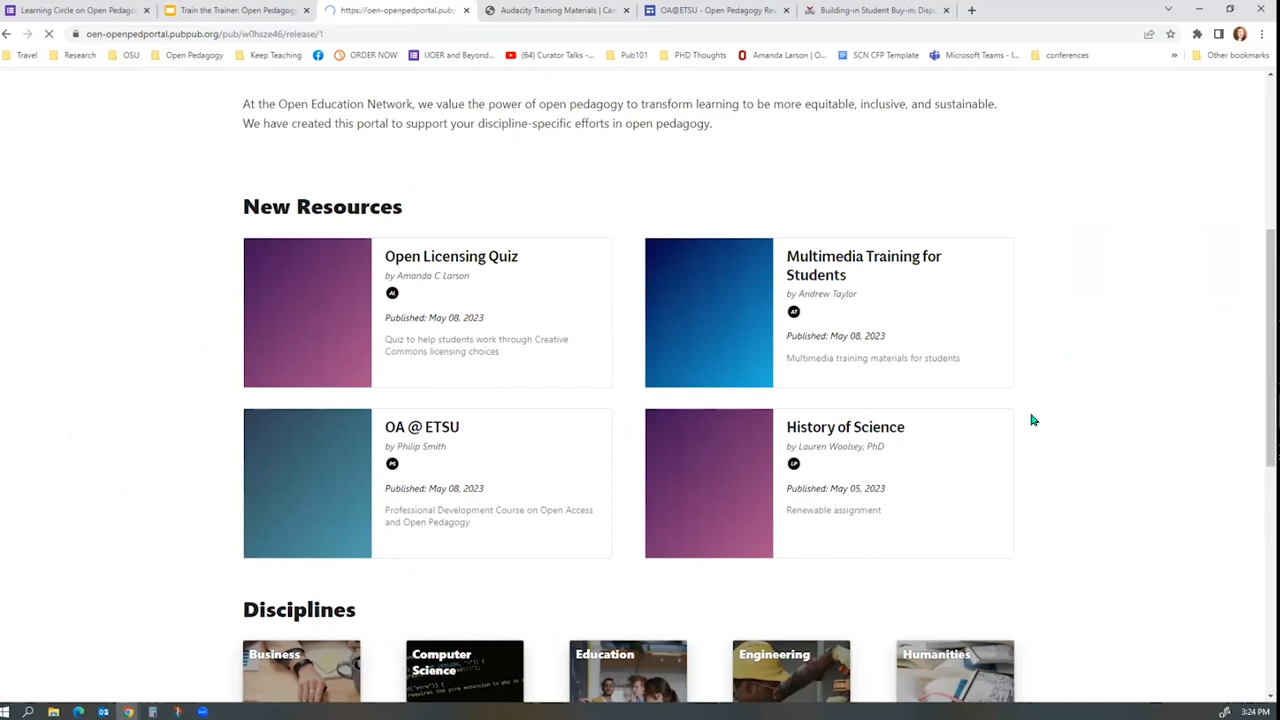 Learning Circle on Open Pedago
Train the Trainer: Open Pedagogy
https://oen-openpedportal.pubp
Audacity Training Materials | Ca
OA@ETSU - Open Pedagogy Re
Building-in Student Buy-in: Disp
oen-openpedportal.pubpub.org/pub/w0hsze46/release/1
Travel
Research
OSU
Open Pedagogy
Keep Teaching
ORDER NOW
IJOER and Beyond...
(64) Curator Talks -...
Pub101
PHD Thoughts
Amanda Larson | O...
SCN CFP Template
Microsoft Teams - I...
conferences
Other bookmarks
At the Open Education Network, we value the power of open pedagogy to transform learning to be more equitable, inclusive, and sustainable.
We have created this portal to support your discipline-specific efforts in open pedagogy.
New Resources
Open Licensing Quiz
by Amanda C Larson
AL
Published: May 08, 2023
Quiz to help students work through Creative
Commons licensing choices
Multimedia Training for
Students
by Andrew Taylor
AT
Published: May 08, 2023
Multimedia training materials for students
OA @ ETSU
by Philip Smith
PS
Published: May 08, 2023
Professional Development Course on Open Access
and Open Pedagogy
History of Science
by Lauren Woolsey, PhD
LP
Published: May 05, 2023
Renewable assignment
Disciplines
Business
Computer
Science
Education
Engineering
Humanities
3:24 PM